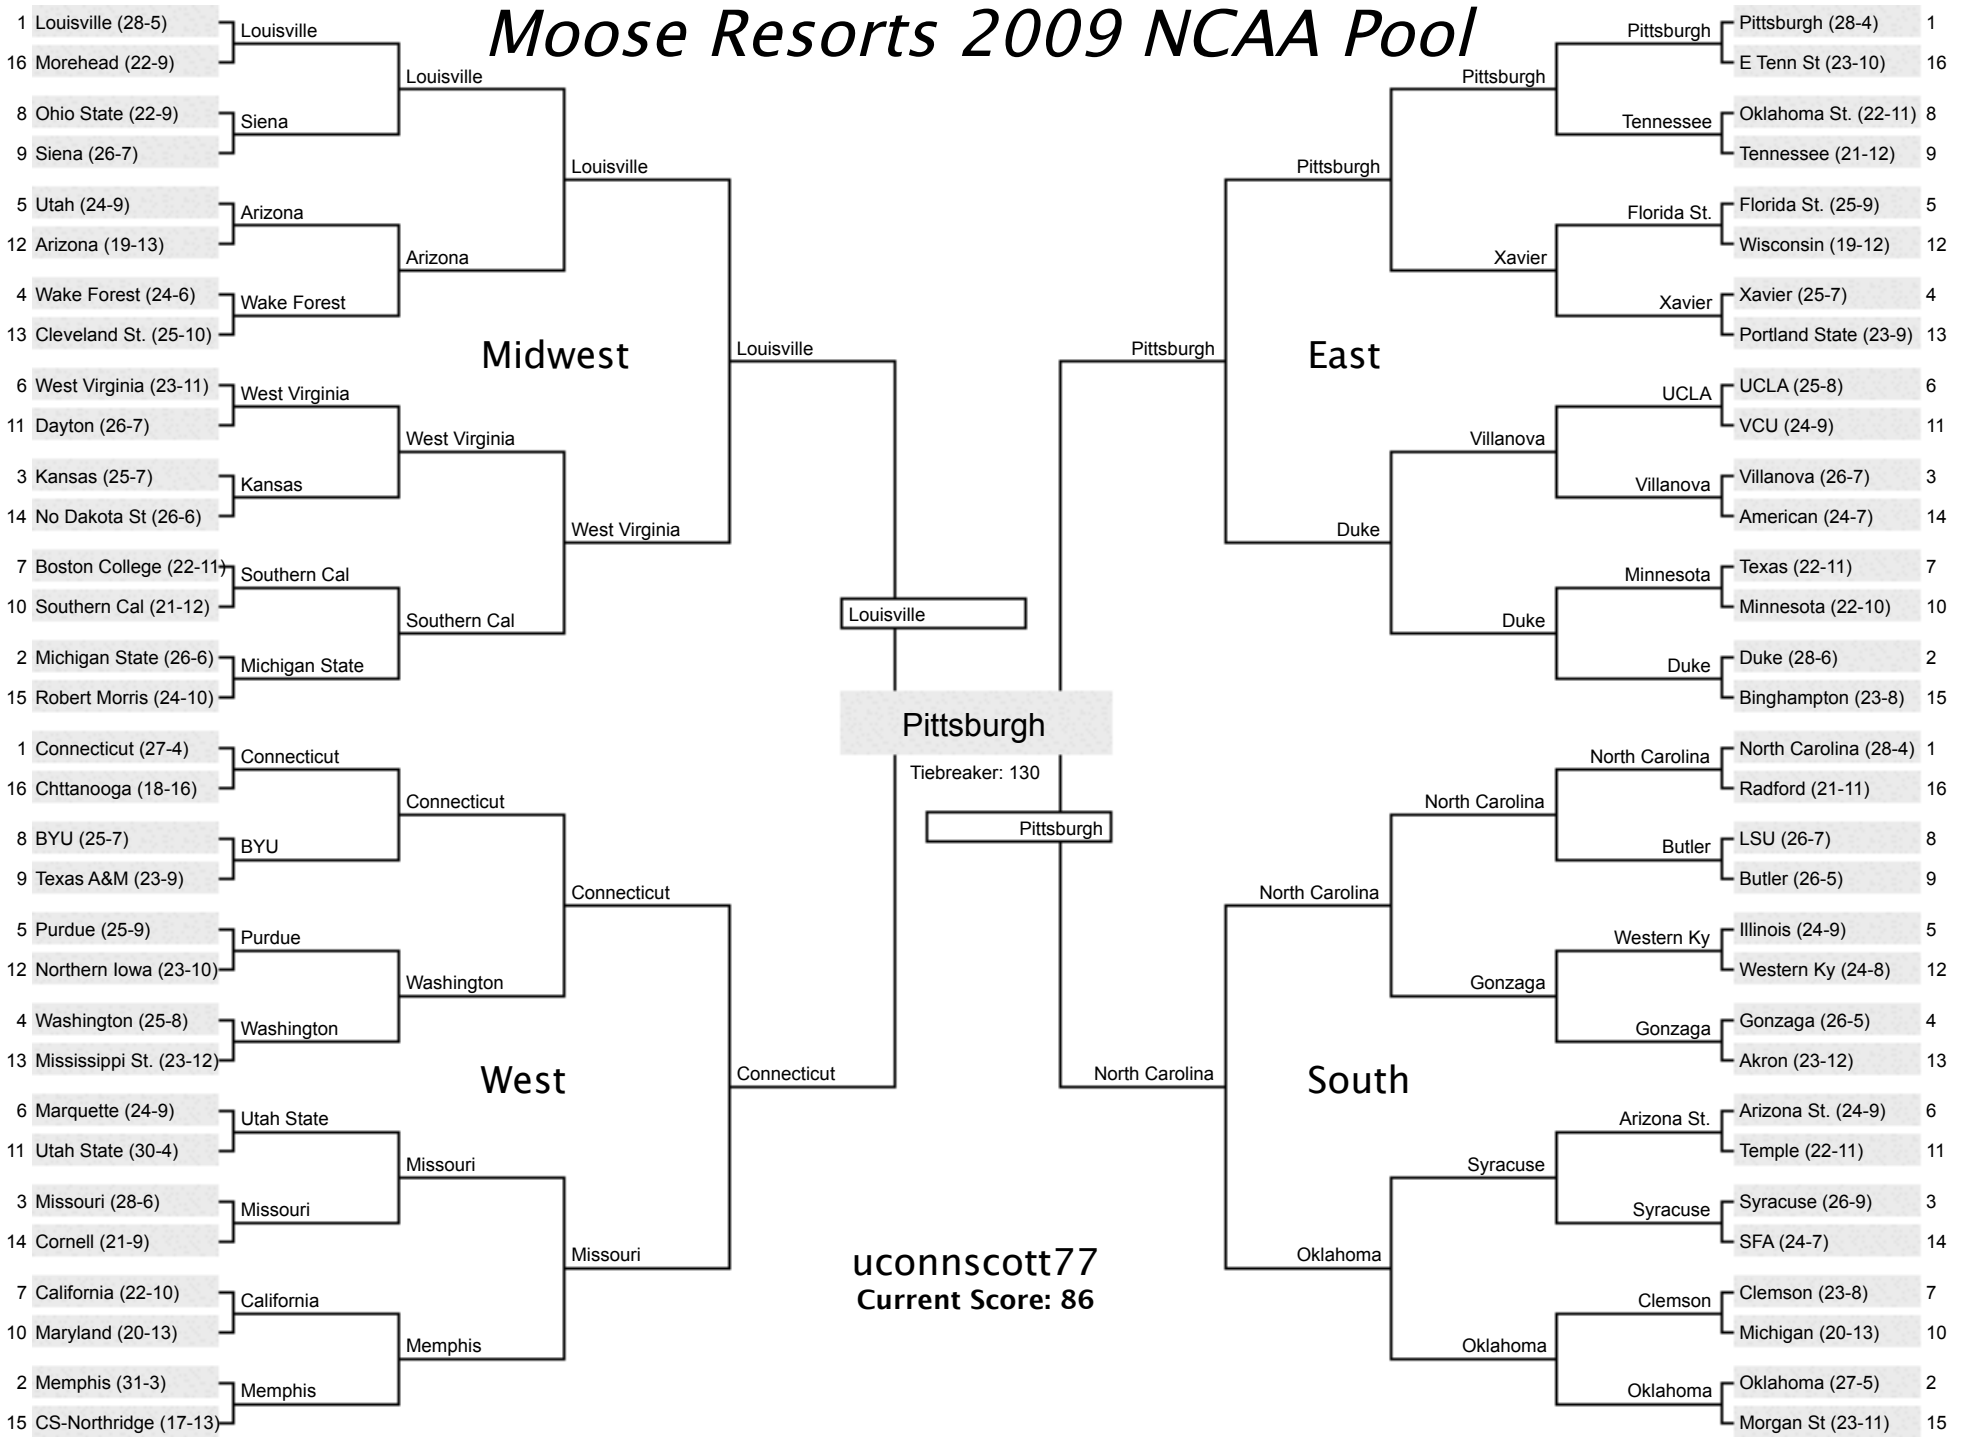 Moose Resorts 2009 NCAA Pool
1 Louisville (28-5)
16 Morehead (22-9)
8 Ohio State (22-9)
9 Siena (26-7)
5 Utah (24-9)
12 Arizona (19-13)
4 Wake Forest (24-6)
13 Cleveland St. (25-10)
6 West Virginia (23-11)
11 Dayton (26-7)
3 Kansas (25-7)
14 No Dakota St (26-6)
7 Boston College (22-11)
10 Southern Cal (21-12)
2 Michigan State (26-6)
15 Robert Morris (24-10)
Louisville
Siena
Arizona
Wake Forest
West Virginia
Kansas
Southern Cal
Michigan State
Louisville
Arizona
West Virginia
Southern Cal
Louisville
West Virginia
Midwest
Louisville
1 Connecticut (27-4)
16 Chttanooga (18-16)
8 BYU (25-7)
9 Texas A&M (23-9)
5 Purdue (25-9)
12 Northern Iowa (23-10)
4 Washington (25-8)
13 Mississippi St. (23-12)
6 Marquette (24-9)
11 Utah State (30-4)
3 Missouri (28-6)
14 Cornell (21-9)
7 California (22-10)
10 Maryland (20-13)
2 Memphis (31-3)
15 CS-Northridge (17-13)
Connecticut
BYU
Purdue
Washington
Utah State
Missouri
California
Memphis
Connecticut
Washington
Missouri
Memphis
Connecticut
Missouri
West
Connecticut
Louisville
Pittsburgh
Tiebreaker: 130
Pittsburgh
uconnscott77
Current Score: 86
Pittsburgh (28-4) 1
E Tenn St (23-10) 16
Oklahoma St. (22-11) 8
Tennessee (21-12) 9
Florida St. (25-9) 5
Wisconsin (19-12) 12
Xavier (25-7) 4
Portland State (23-9) 13
UCLA (25-8) 6
VCU (24-9) 11
Villanova (26-7) 3
American (24-7) 14
Texas (22-11) 7
Minnesota (22-10) 10
Duke (28-6) 2
Binghampton (23-8) 15
Pittsburgh
Tennessee
Florida St.
Xavier
UCLA
Villanova
Minnesota
Duke
Pittsburgh
Xavier
Villanova
Duke
Pittsburgh
Duke
East
Pittsburgh
North Carolina (28-4) 1
Radford (21-11) 16
LSU (26-7) 8
Butler (26-5) 9
Illinois (24-9) 5
Western Ky (24-8) 12
Gonzaga (26-5) 4
Akron (23-12) 13
Arizona St. (24-9) 6
Temple (22-11) 11
Syracuse (26-9) 3
SFA (24-7) 14
Clemson (23-8) 7
Michigan (20-13) 10
Oklahoma (27-5) 2
Morgan St (23-11) 15
North Carolina
Butler
Western Ky
Gonzaga
Arizona St.
Syracuse
Clemson
Oklahoma
North Carolina
Gonzaga
Syracuse
Oklahoma
North Carolina
Oklahoma
South
North Carolina